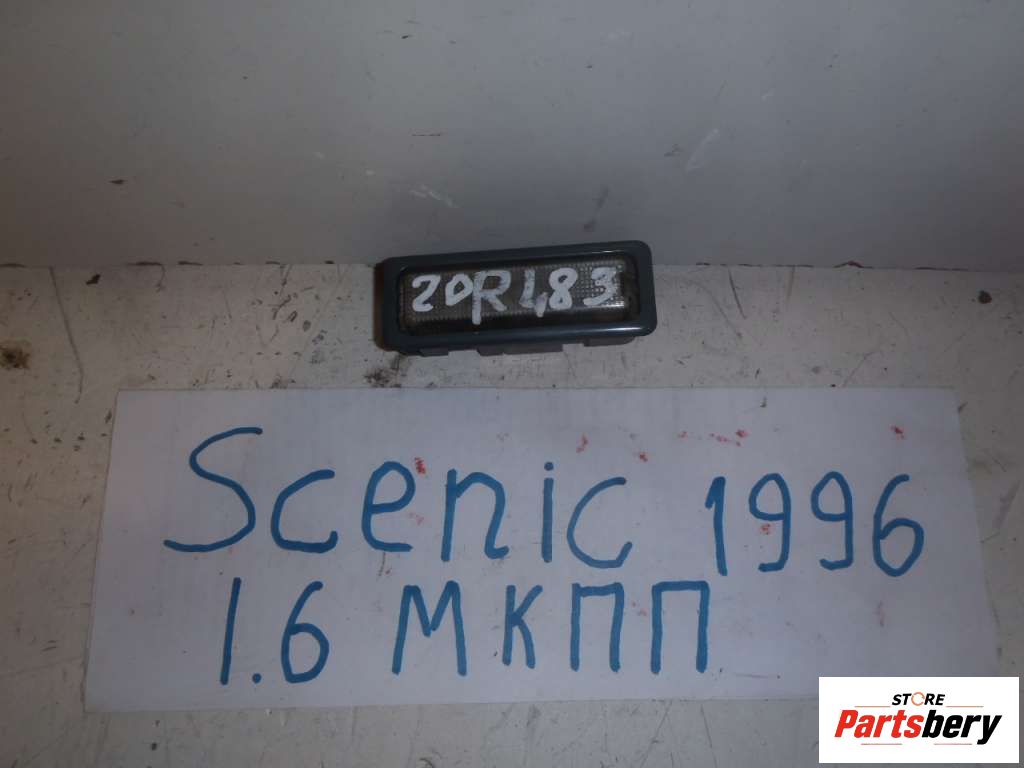 20R483
Scenic 1996
1.6 МКПП
STORE
Partsbery